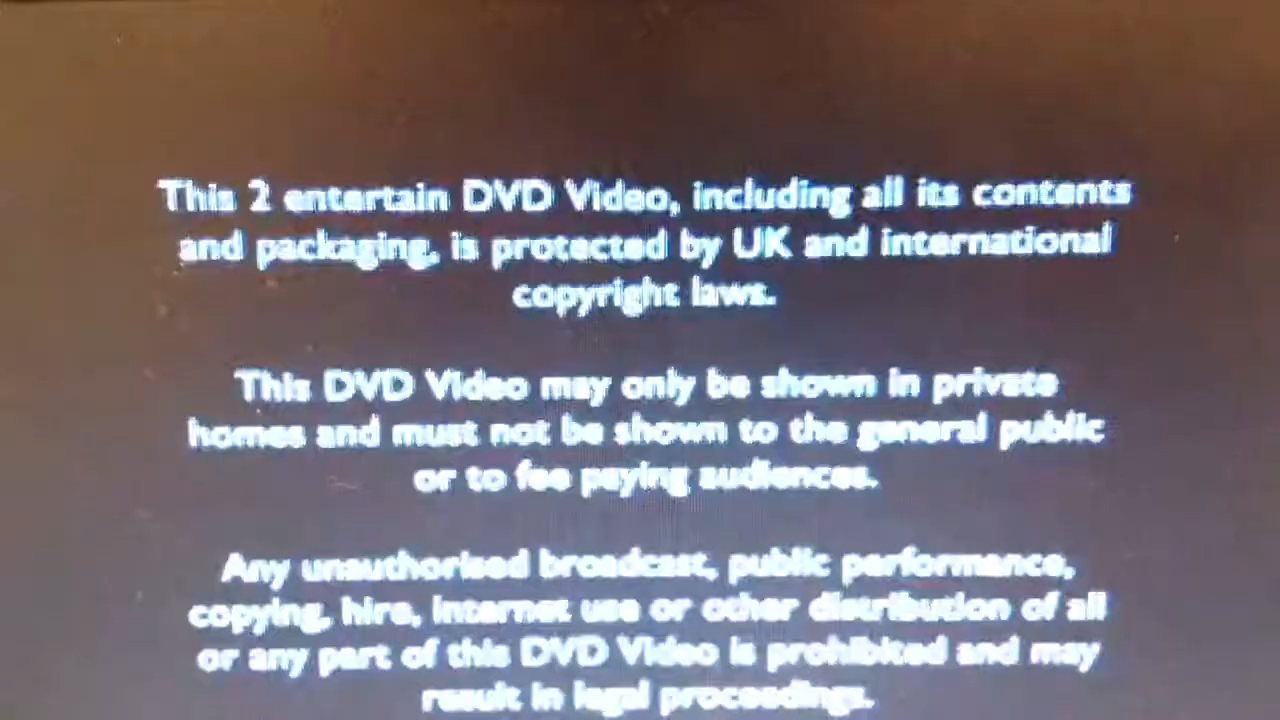 This 2 entertain DVD Video, including all its contents
and packaging, is protected by UK and international
copyright laws.
This DVD Video may only be shown in private
homes and must not be shown to the general public
or to fee paying audiences.
Any unauthorised broadcast, public performance,
copying, hire, internet use or other distribution of all
or any part of this DVD Video is prohibited and may
result in legal proceedings.